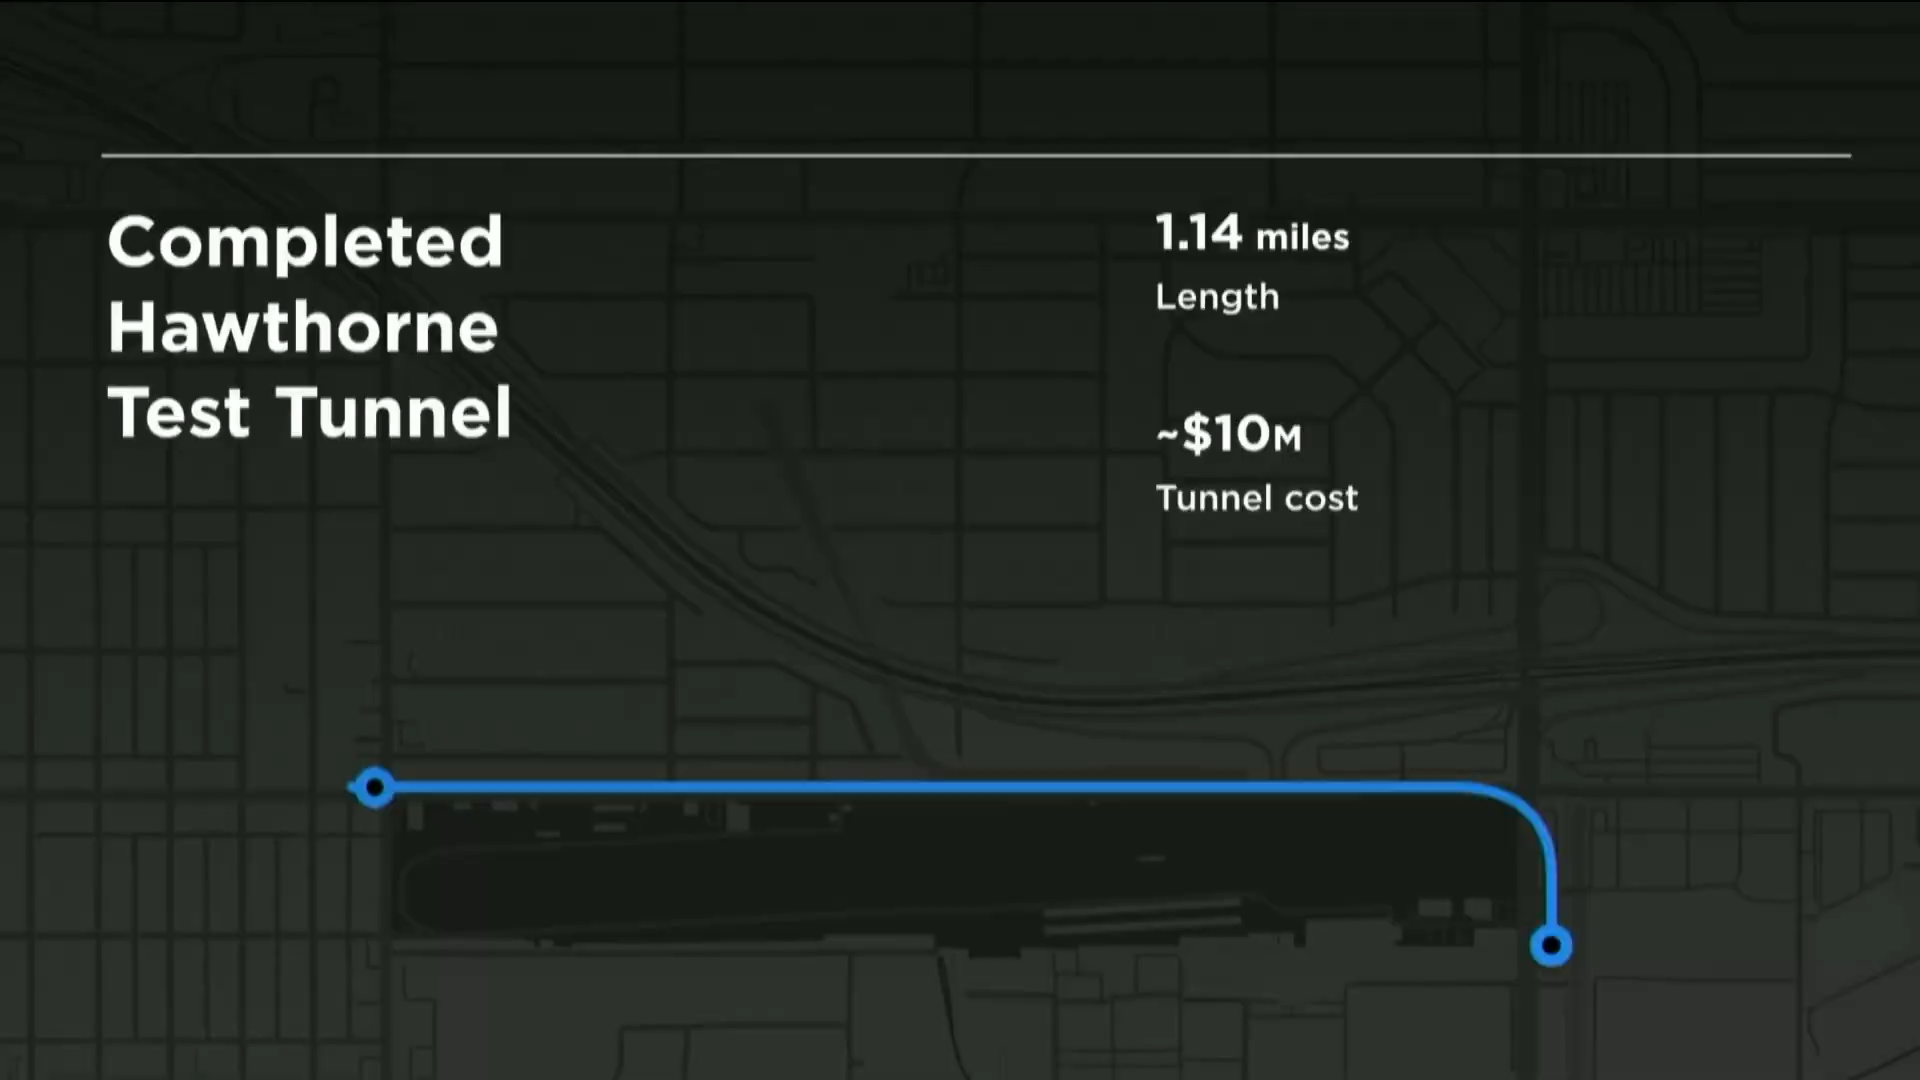 Completed
Hawthorne
Test Tunnel
1.14 miles
Length
~$10M
Tunnel cost